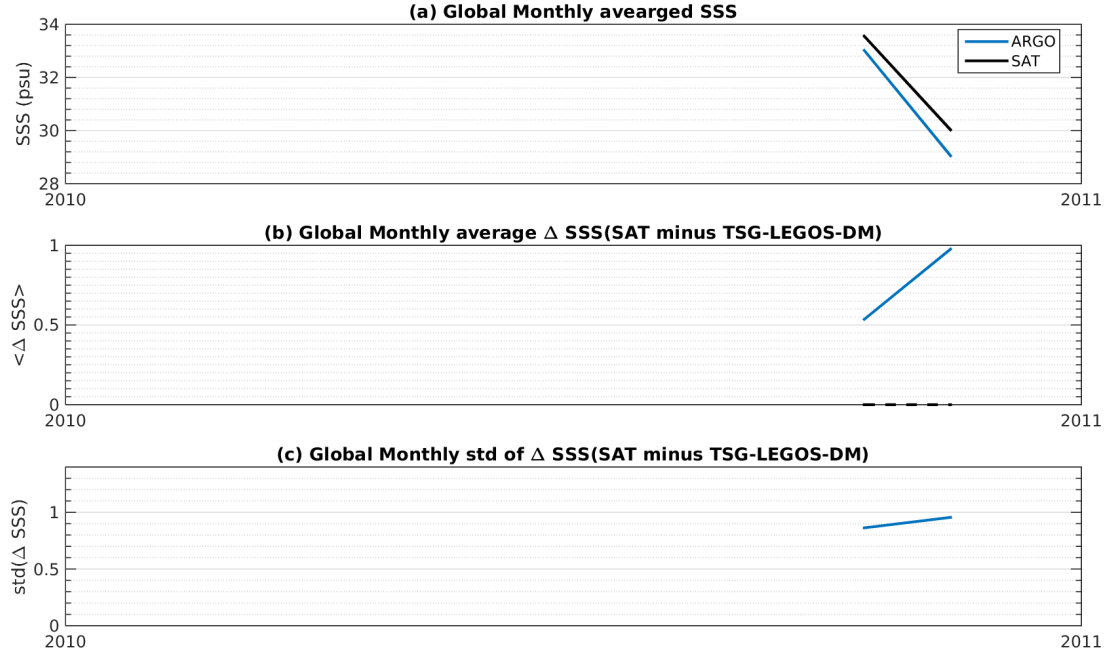 (a) Global Monthly avearged SSS
34
32
30
28
SSS (psu)
ARGO
SAT
2010
2011
(b) Global Monthly average Δ SSS(SAT minus TSG-LEGOS-DM)
1
0.5
0
<Δ SSS>
2010
2011
(c) Global Monthly std of Δ SSS(SAT minus TSG-LEGOS-DM)
1
0.5
0
std(Δ SSS)
2010
2011